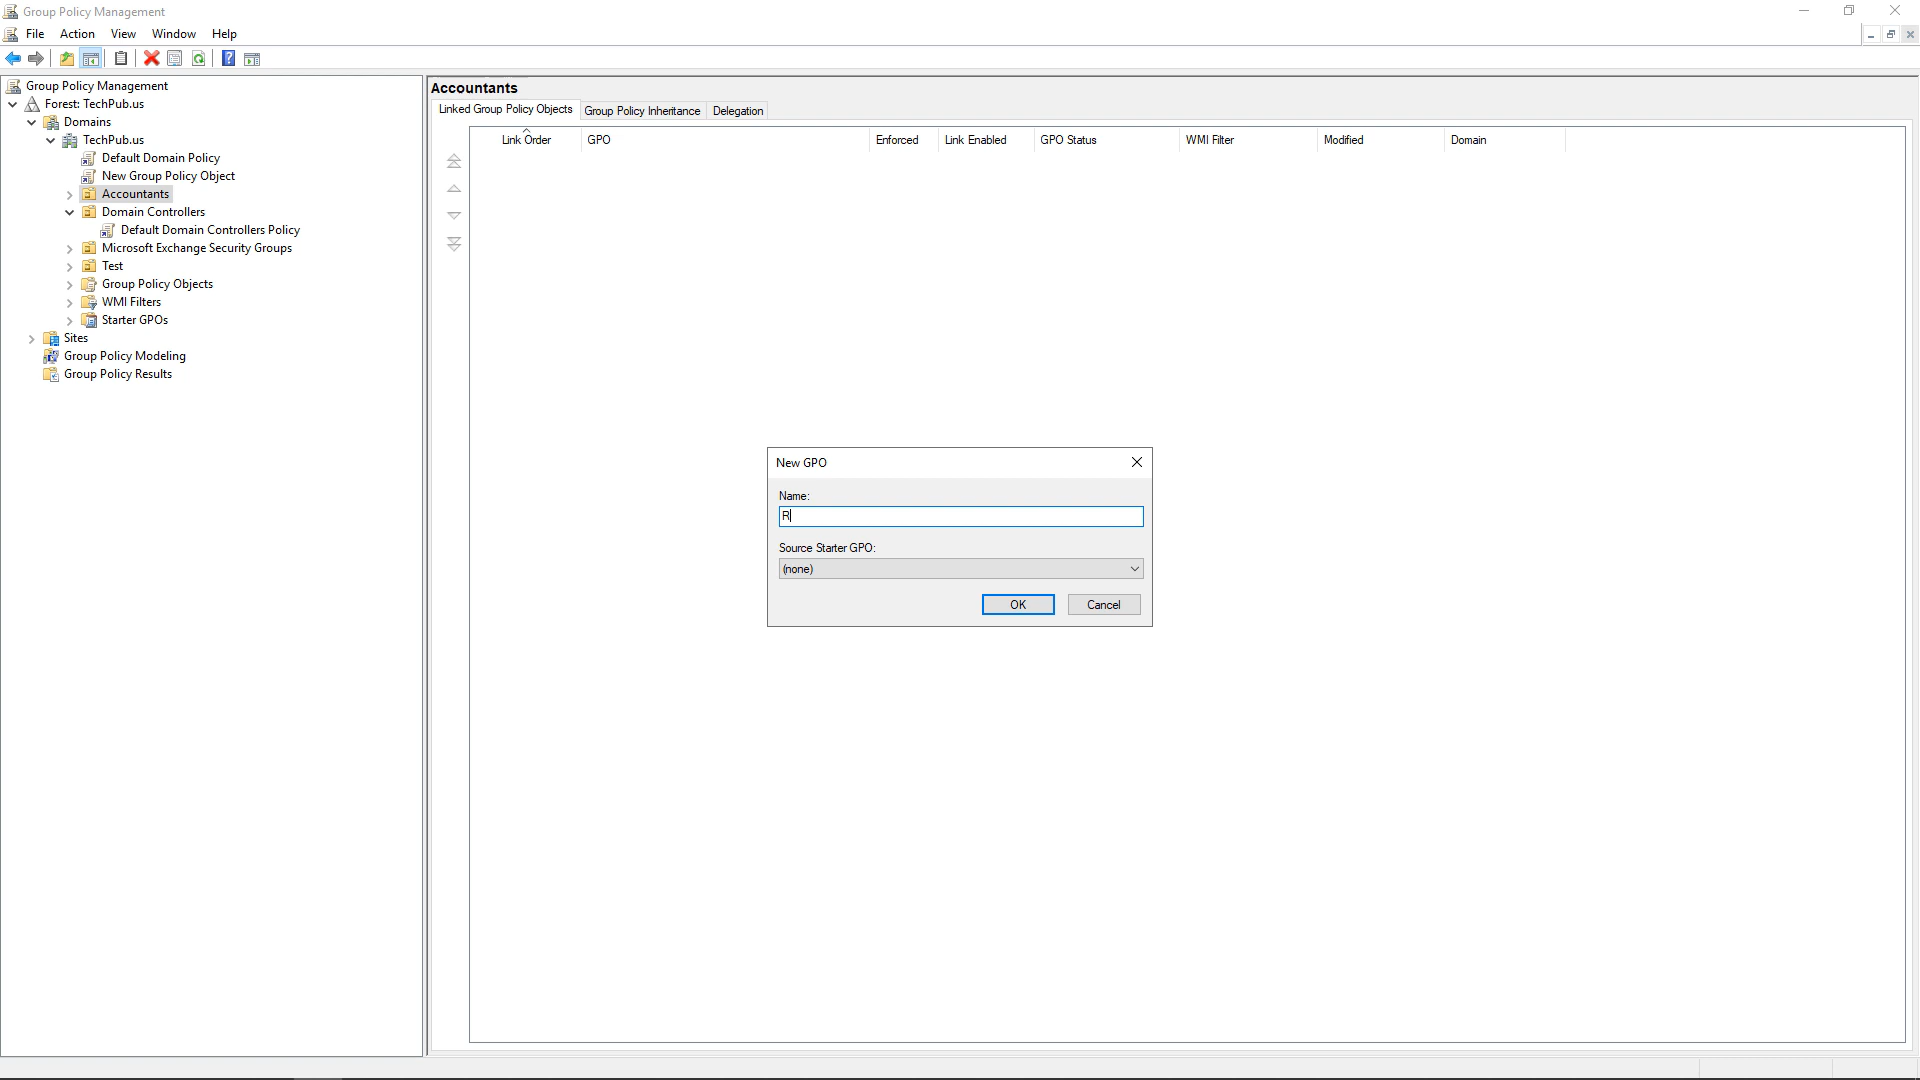 Group Policy Management
File Action View Window Help
Group Policy Management
Forest: TechPub.us
Domains
TechPub.us
Default Domain Policy
New Group Policy Object
Accountants
Domain Controllers
Default Domain Controllers Policy
Microsoft Exchange Security Groups
Test
Group Policy Objects
WMI Filters
Starter GPOs
Sites
Group Policy Modeling
Group Policy Results
Accountants
Linked Group Policy Objects Group Policy Inheritance Delegation
Link Order GPO Enforced Link Enabled GPO Status WMI Filter Modified Domain
New GPO
Name:
R
Source Starter GPO:
(none)
OK Cancel